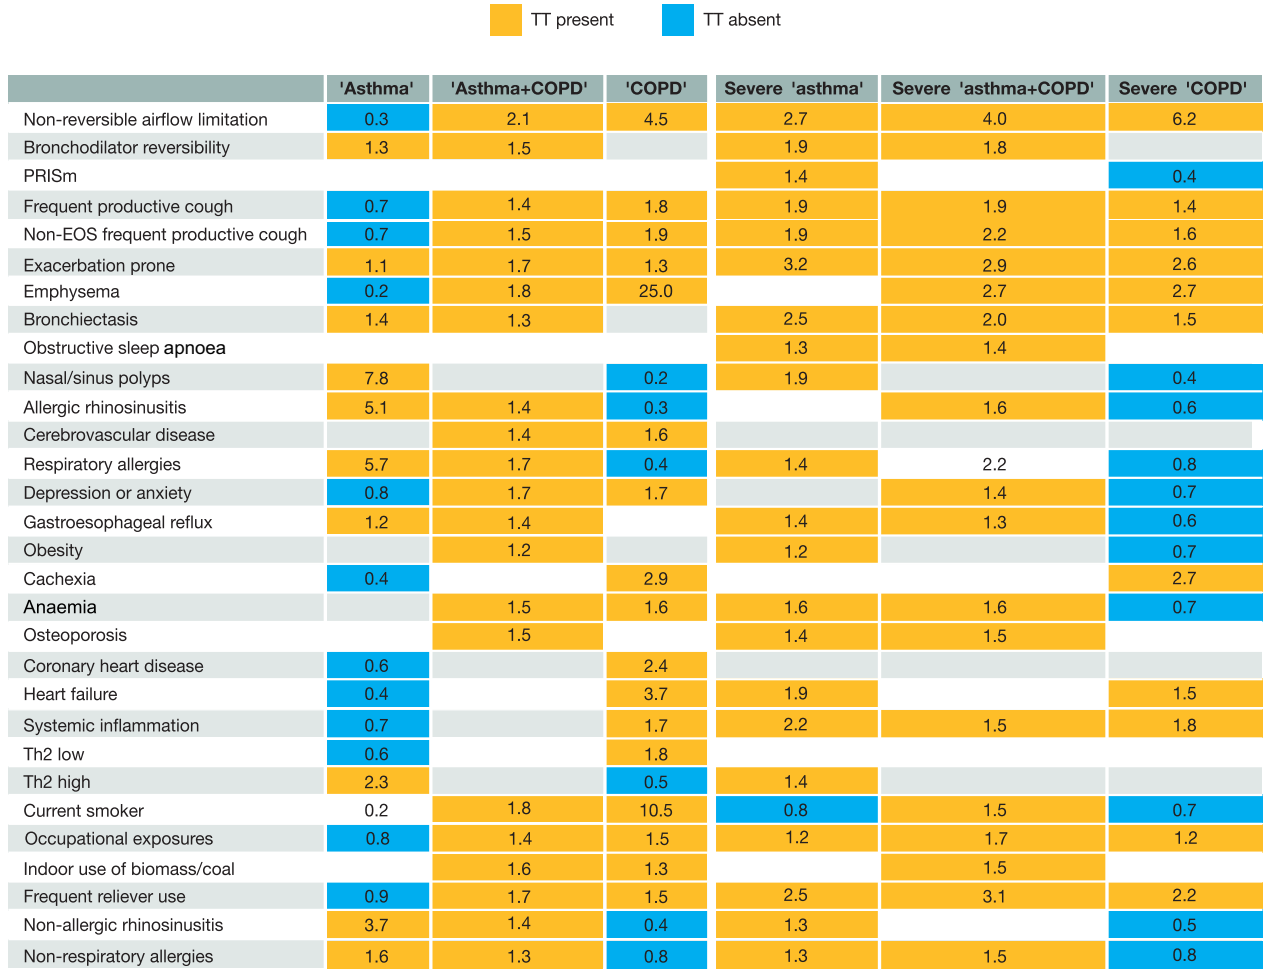 TT present TT absent
'Asthma' 'Asthma+COPD' 'COPD' Severe 'asthma' Severe 'asthma+COPD' Severe 'COPD'
Non-reversible airflow limitation 0.3 2.1 4.5 2.7 4.0 6.2
Bronchodilator reversibility 1.3 1.5 1.9 1.8
PRISm 1.4 0.4
Frequent productive cough 0.7 1.4 1.8 1.9 1.9 1.4
Non-EOS frequent productive cough 0.7 1.5 1.9 1.9 2.2 1.6
Exacerbation prone 1.1 1.7 1.3 3.2 2.9 2.6
Emphysema 0.2 1.8 25.0 2.7 2.7
Bronchiectasis 1.4 1.3 2.5 2.0 1.5
Obstructive sleep apnoea 1.3 1.4
Nasal/sinus polyps 7.8 0.2 1.9 0.4
Allergic rhinosinusitis 5.1 1.4 0.3 1.6 0.6
Cerebrovascular disease 1.4 1.6
Respiratory allergies 5.7 1.7 0.4 1.4 2.2 0.8
Depression or anxiety 0.8 1.7 1.7 1.4 0.7
Gastroesophageal reflux 1.2 1.4 1.4 1.3 0.6
Obesity 1.2 1.2 0.7
Cachexia 0.4 2.9 2.7
Anaemia 1.5 1.6 1.6 1.6 0.7
Osteoporosis 1.5 1.4 1.5
Coronary heart disease 0.6 2.4
Heart failure 0.4 3.7 1.9 1.5
Systemic inflammation 0.7 1.7 2.2 1.5 1.8
Th2 low 0.6 1.8
Th2 high 2.3 0.5 1.4
Current smoker 0.2 1.8 10.5 0.8 1.5 0.7
Occupational exposures 0.8 1.4 1.5 1.2 1.7 1.2
Indoor use of biomass/coal 1.6 1.3 1.5
Frequent reliever use 0.9 1.7 1.5 2.5 3.1 2.2
Non-allergic rhinosinusitis 3.7 1.4 0.4 1.3 0.5
Non-respiratory allergies 1.6 1.3 0.8 1.3 1.5 0.8